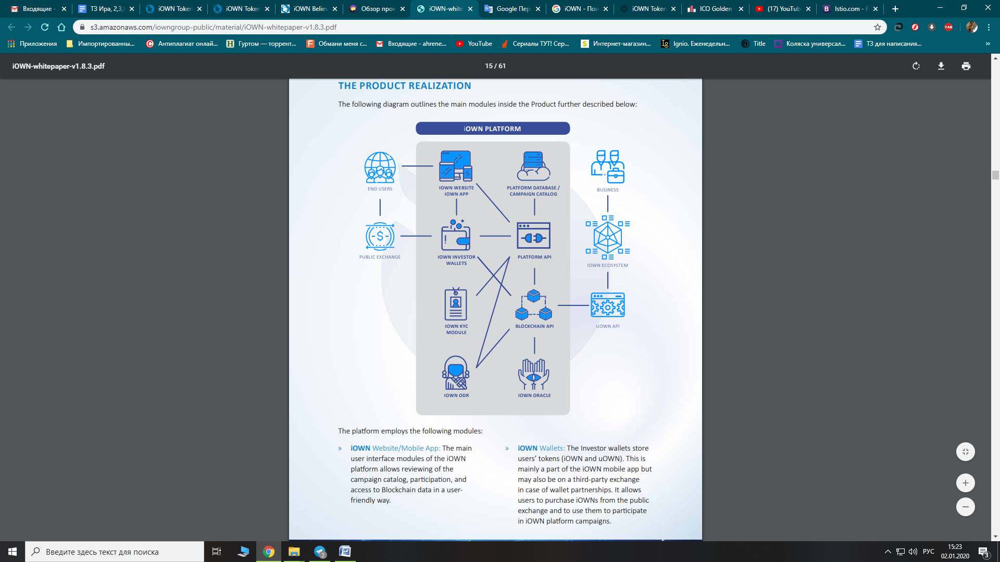 Входящие -
ТЗ Ира, 2,3,
iOWN Token
iOWN Token
iOWN Believ
Обзор прое
iOWN-white
Google Пер
iOWN - Пои
iOWN Token
ICO Golden
(17) YouTub
Istio.com - 
s3.amazonaws.com/iowngroup-public/material/iOWN-whitepaper-v1.8.3.pdf
Приложения
Импортированны...
Антиплагиат онлай...
Гуртом — торрент...
Обмани меня с...
Входящие - ahrene...
YouTube
Сериалы ТУТ! Сер...
Интернет-магазин...
Ignio. Еженедельн...
Title
Коляска универсал...
ТЗ для написания...
iOWN-whitepaper-v1.8.3.pdf
15 / 61
THE PRODUCT REALIZATION
The following diagram outlines the main modules inside the Product further described below:
iOWN PLATFORM
END USERS
IOWN WEBSITE
IOWN APP
PLATFORM DATABASE /
CAMPAIGN CATALOG
BUSINESS
PUBLIC EXCHANGE
IOWN INVESTOR
WALLETS
PLATFORM API
IOWN ECOSYSTEM
IOWN KYC
MODULE
BLOCKCHAIN API
UOWN API
IOWN ODR
IOWN ORACLE
The platform employs the following modules:
» iOWN Website/Mobile App: The main
user interface modules of the iOWN
platform allows reviewing of the
campaign catalog, participation, and
access to Blockchain data in a user-
friendly way.
» iOWN Wallets: The Investor wallets store
users’ tokens (iOWN and uOWN). This is
mainly a part of the iOWN mobile app but
may also be on a third-party exchange
in case of wallet partnerships. It allows
users to purchase iOWNs from the public
exchange and to use them to participate
in iOWN platform campaigns.
Введите здесь текст для поиска
2
РУС
15:23
02.01.2020
3